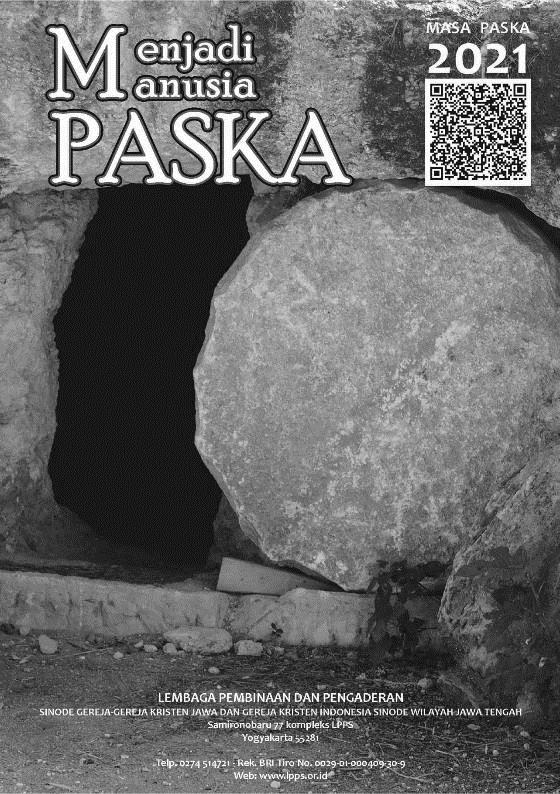 Menjadi
Manusia
PASKA
MASA PASKA
2021
LEMBAGA PEMBINAAN DAN PENGADERAN
SINODE GEREJA-GEREJA KRISTEN JAWA DAN GEREJA KRISTEN INDONESIA SINODE WILAYAH JAWA TENGAH
Samironobaru 77 kompleks LPPS
Yogyakarta 55281
Telp. 0274 514721 - Rek. BRI Tiro No. 0029-01-000409-30-9
Web: www.lpps.or.id